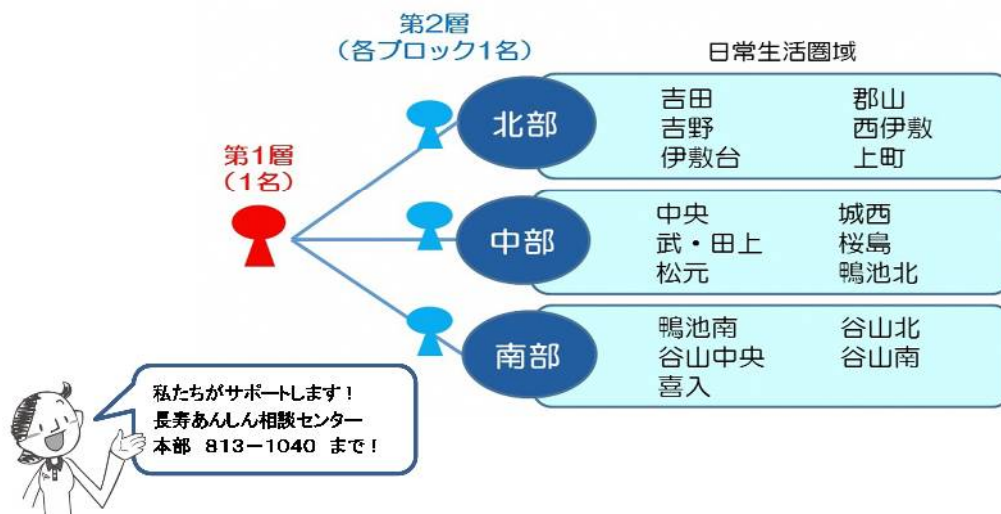 第2層
(各ブロック1名)
日常生活圏域
第1層
(1名)
北部
吉田 郡山
吉野 西伊敷
伊敷台 上町
中部
中央 城西
武・田上 桜島
松元 鴨池北
南部
鴨池南 谷山北
谷山中央 谷山南
喜入
私たちがサポートします!
長寿あんしん相談センター
本部 813-1040 まで!